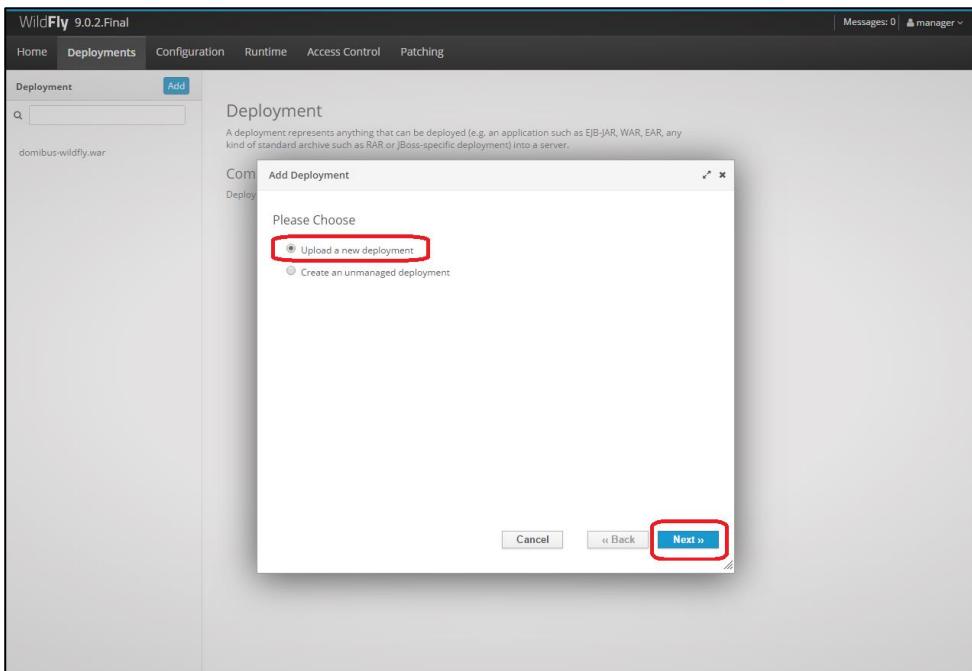 WildFly 9.0.2.Final
Messages: 0 manager
Home Deployments Configuration Runtime Access Control Patching
Deployment Add
domibus-wildfly.war
Deployment
A deployment represents anything that can be deployed (e.g. an application such as EJB-JAR, WAR, EAR, any
kind of standard archive such as RAR or JBoss-specific deployment) into a server.
Com
Deploy
Add Deployment
Please Choose
Upload a new deployment
Create an unmanaged deployment
Cancel ‹‹ Back Next ››